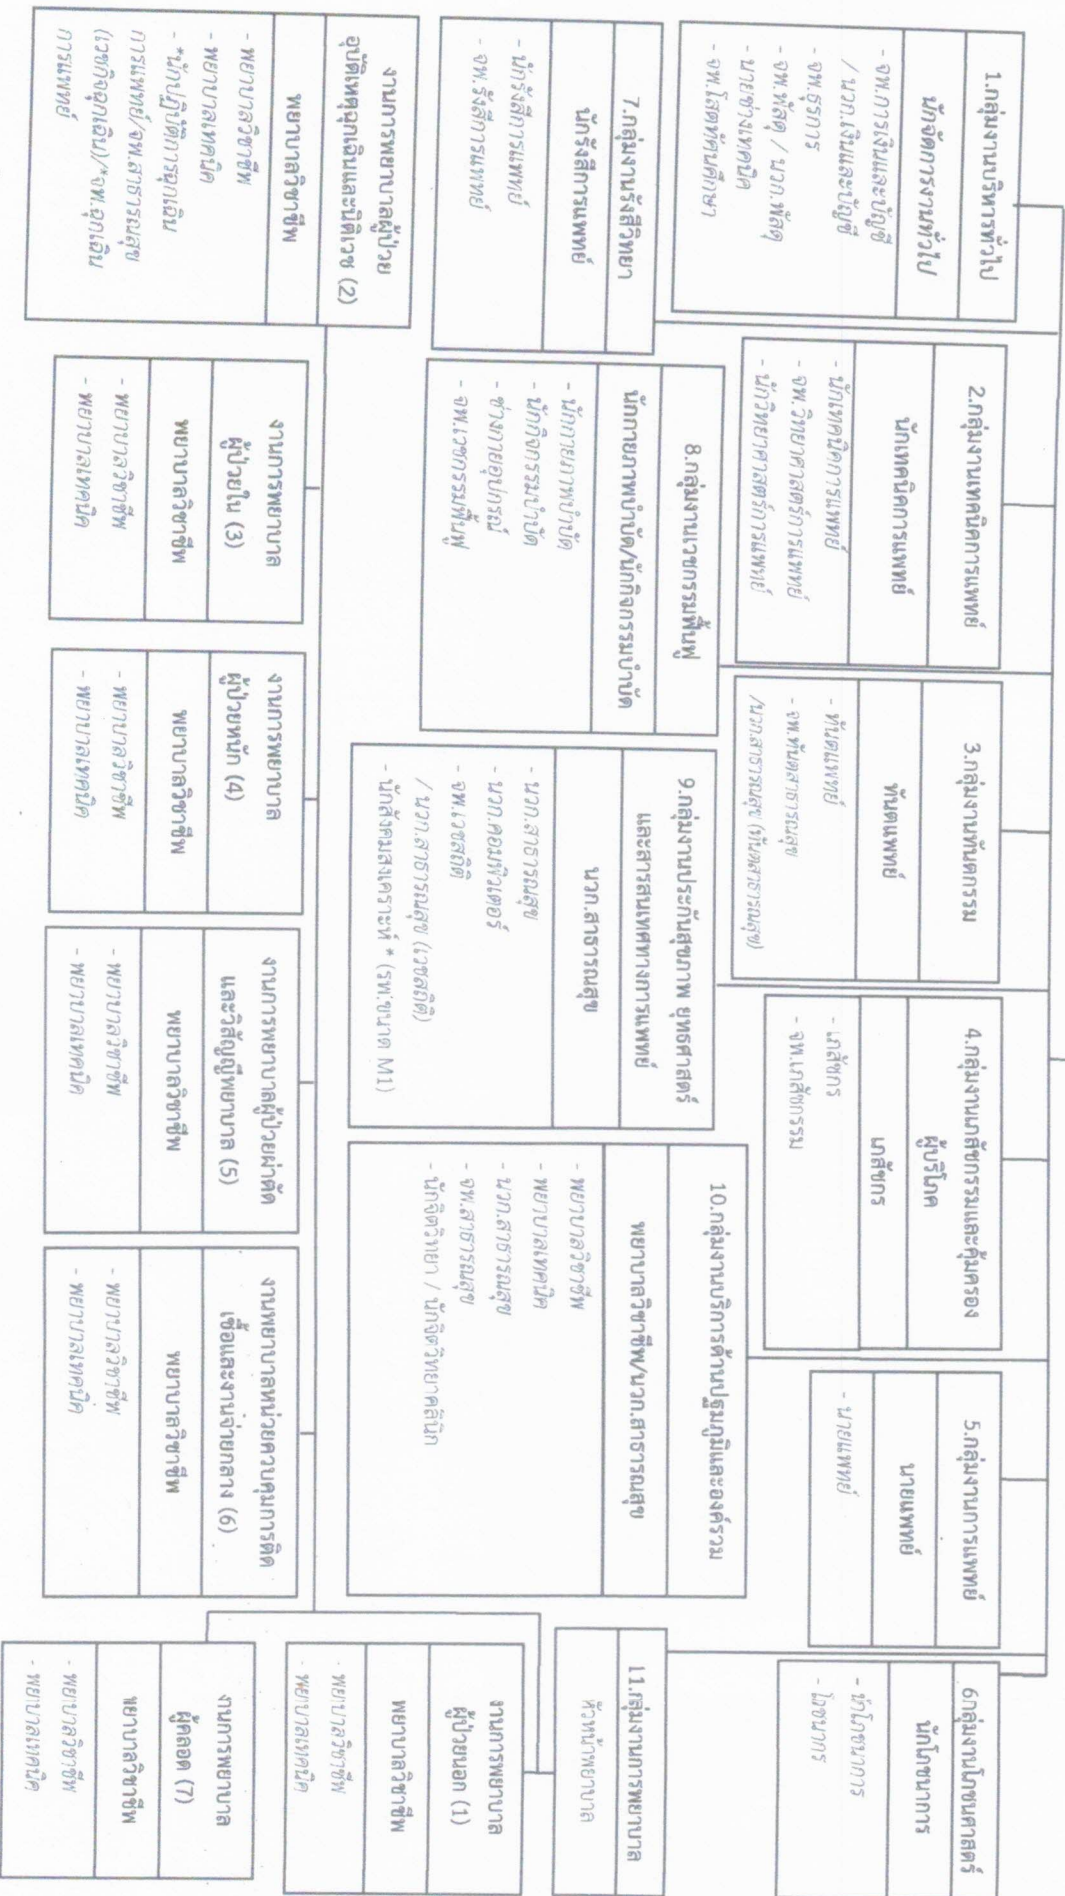 1.กลุ่มงานบริหารทั่วไป
นักจัดการงานทั่วไป
- จพ.การเงินและบัญชี
/ นวก.เงินและบัญชี
- จพ.ธุรการ
- จพ.พัสดุ / นวก.พัสดุ
- นายช่างเทคนิค
- จพ.โสตทัศนศึกษา
2.กลุ่มงานเทคนิคการแพทย์
นักเทคนิคการแพทย์
- นักเทคนิคการแพทย์
- จพ.วิทยาศาสตร์การแพทย์
- นักวิทยาศาสตร์การแพทย์
3.กลุ่มงานทันตกรรม
ทันตแพทย์
- ทันตแพทย์
- จพ.ทันตสาธารณสุข
/นวก.สาธารณสุข (ทันตสาธารณสุข)
4.กลุ่มงานเภสัชกรรมและคุ้มครอง
ผู้บริโภค
เภสัชกร
- เภสัชกร
- จพ.เภสัชกรรม
5.กลุ่มงานการแพทย์
นายแพทย์
- นายแพทย์
6กลุ่มงานโภชนศาสตร์
นักโภชนาการ
- นักโภชนาการ
- โภชนากร
7.กลุ่มงานรังสีวิทยา
นักรังสีการแพทย์
- นักรังสีการแพทย์
- จพ.รังสีการแพทย์
8.กลุ่มงานเวชกรรมฟื้นฟู
นักกายภาพบำบัด/นักกิจกรรมบำบัด
- นักกายภาพบำบัด
- นักกิจกรรมบำบัด
- ช่างกายอุปกรณ์
- จพ.เวชกรรมฟื้นฟู
9.กลุ่มงานประกันสุขภาพ ยุทธศาสตร์
และสารสนเทศทางการแพทย์
นวก.สาธารณสุข
- นวก.สาธารณสุข
- นวก.คอมพิวเตอร์
- จพ.เวชสถิติ
/ นวก.สาธารณสุข (เวชสถิติ)
- นักสังคมสงเคราะห์ * (รพ.ขนาด M1)
10.กลุ่มงานบริการด้านปฐมภูมิและองค์รวม
พยาบาลวิชาชีพ/นวก.สาธารณสุข
- พยาบาลวิชาชีพ
- พยาบาลเทคนิค
- นวก.สาธารณสุข
- จพ.สาธารณสุข
- นักจิตวิทยา / นักจิตวิทยาคลินิก
11.กลุ่มงานการพยาบาล
หัวหน้าพยาบาล
งานการพยาบาล
ผู้ป่วยนอก (1)
พยาบาลวิชาชีพ
- พยาบาลวิชาชีพ
- พยาบาลเทคนิค
งานการพยาบาลผู้ป่วย
อุบัติเหตุฉุกเฉินและนิติเวช (2)
พยาบาลวิชาชีพ
- พยาบาลวิชาชีพ
- พยาบาลเทคนิค
- *นักปฏิบัติการฉุกเฉิน
การแพทย์/จพ.สาธารณสุข
(เวชกิจฉุกเฉิน)/*จพ.ฉุกเฉิน
การแพทย์
งานการพยาบาล
ผู้ป่วยใน (3)
พยาบาลวิชาชีพ
- พยาบาลวิชาชีพ
- พยาบาลเทคนิค
งานการพยาบาล
ผู้ป่วยหนัก (4)
พยาบาลวิชาชีพ
- พยาบาลวิชาชีพ
- พยาบาลเทคนิค
งานการพยาบาลผู้ป่วยผ่าตัด
และวิสัญญีพยาบาล (5)
พยาบาลวิชาชีพ
- พยาบาลวิชาชีพ
- พยาบาลเทคนิค
งานพยาบาลหน่วยควบคุมการติด
เชื้อและงานจ่ายกลาง (6)
พยาบาลวิชาชีพ
- พยาบาลวิชาชีพ
- พยาบาลเทคนิค
งานการพยาบาล
ผู้คลอด (7)
พยาบาลวิชาชีพ
- พยาบาลวิชาชีพ
- พยาบาลเทคนิค